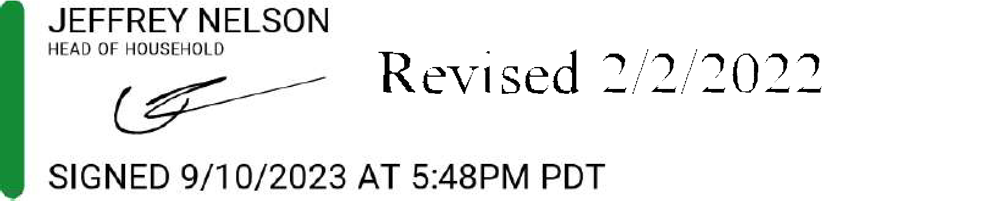 JEFFREY NELSON
HEAD OF HOUSEHOLD
Revised 2/2/2022
SIGNED 9/10/2023 AT 5:48PM PDT